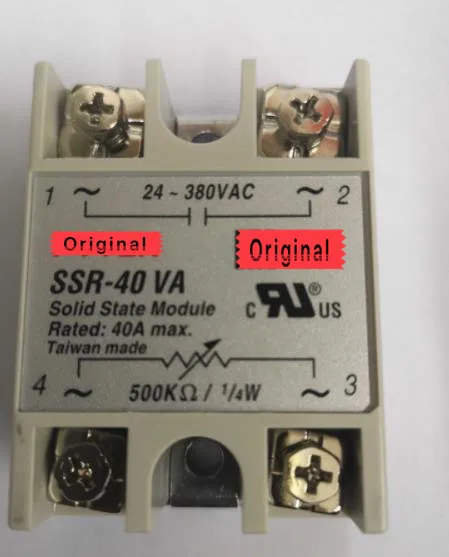 1 ~ 24 ~ 380VAC ~ 2
Original
Original
SSR-40 VA
Solid State Module
Rated: 40A max.
Taiwan made
C RU ® US
4 ~ 500KΩ / 1/4W ~ 3